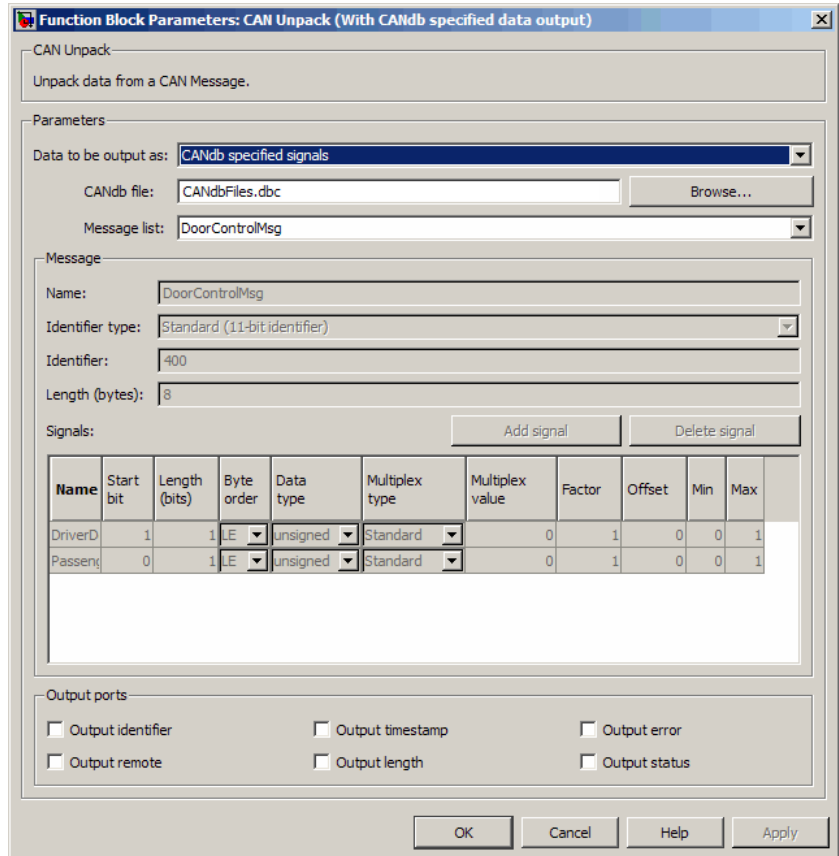 Function Block Parameters: CAN Unpack (With CANdb specified data output)
CAN Unpack
Unpack data from a CAN Message.
Parameters
Data to be output as: CANdb specified signals
CANdb file: CANdbFiles.dbc Browse...
Message list: DoorControlMsg
Message
Name: DoorControlMsg
Identifier type: Standard (11-bit identifier)
Identifier: 400
Length (bytes): 8
Signals: Add signal Delete signal
Name Start bit Length (bits) Byte order Data type Multiplex type Multiplex value Factor Offset Min Max
DriverD 1 1 LE unsigned Standard 0 1 0 0 1
Passeng 0 1 LE unsigned Standard 0 1 0 0 1
Output ports
Output identifier Output timestamp Output error
Output remote Output length Output status
OK Cancel Help Apply